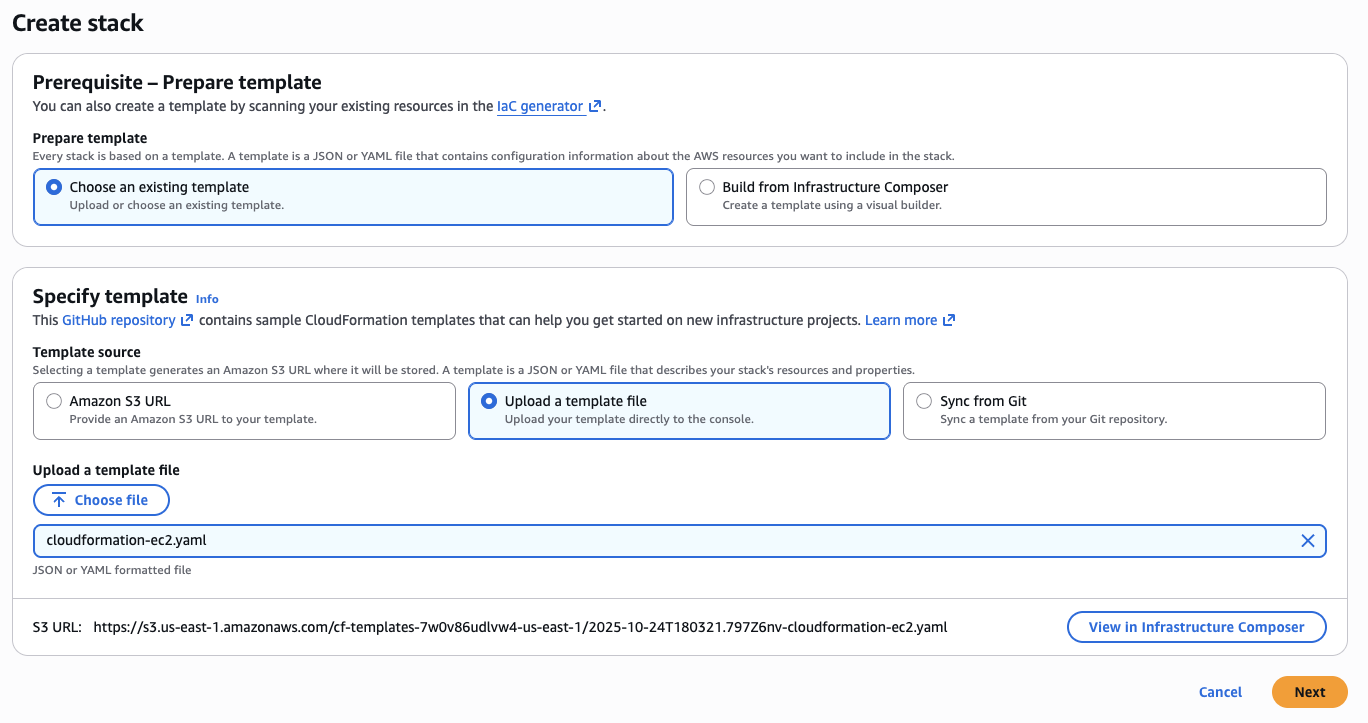 Create stack
Prerequisite – Prepare template
You can also create a template by scanning your existing resources in the IaC generator .
Prepare template
Every stack is based on a template. A template is a JSON or YAML file that contains configuration information about the AWS resources you want to include in the stack.
Choose an existing template
Upload or choose an existing template.
Build from Infrastructure Composer
Create a template using a visual builder.
Specify template Info
This GitHub repository contains sample CloudFormation templates that can help you get started on new infrastructure projects. Learn more
Template source
Selecting a template generates an Amazon S3 URL where it will be stored. A template is a JSON or YAML file that describes your stack's resources and properties.
Amazon S3 URL
Provide an Amazon S3 URL to your template.
Upload a template file
Upload your template directly to the console.
Sync from Git
Sync a template from your Git repository.
Upload a template file
Choose file
cloudformation-ec2.yaml
JSON or YAML formatted file
S3 URL: https://s3.us-east-1.amazonaws.com/cf-templates-7w0v86udlvw4-us-east-1/2025-10-24T180321.797Z6nv-cloudformation-ec2.yaml
View in Infrastructure Composer
Cancel
Next